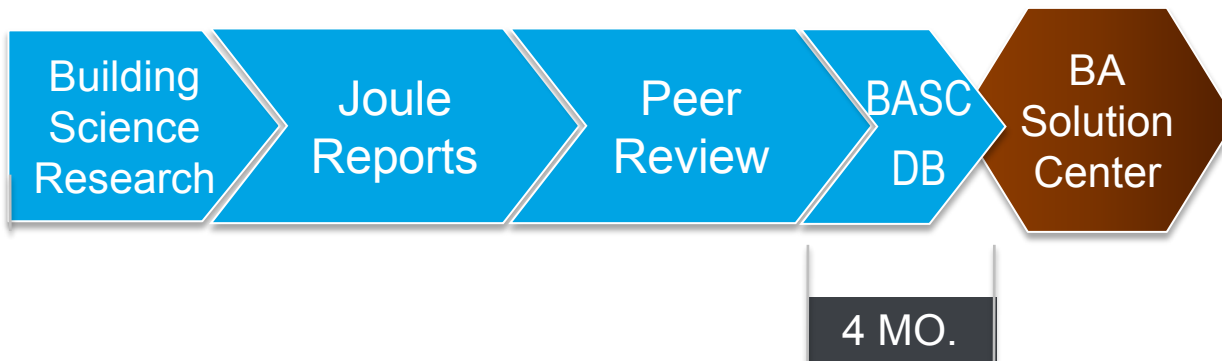 Building
Science
Research
Joule
Reports
Peer
Review
BASC
DB
BA
Solution
Center
4 MO.